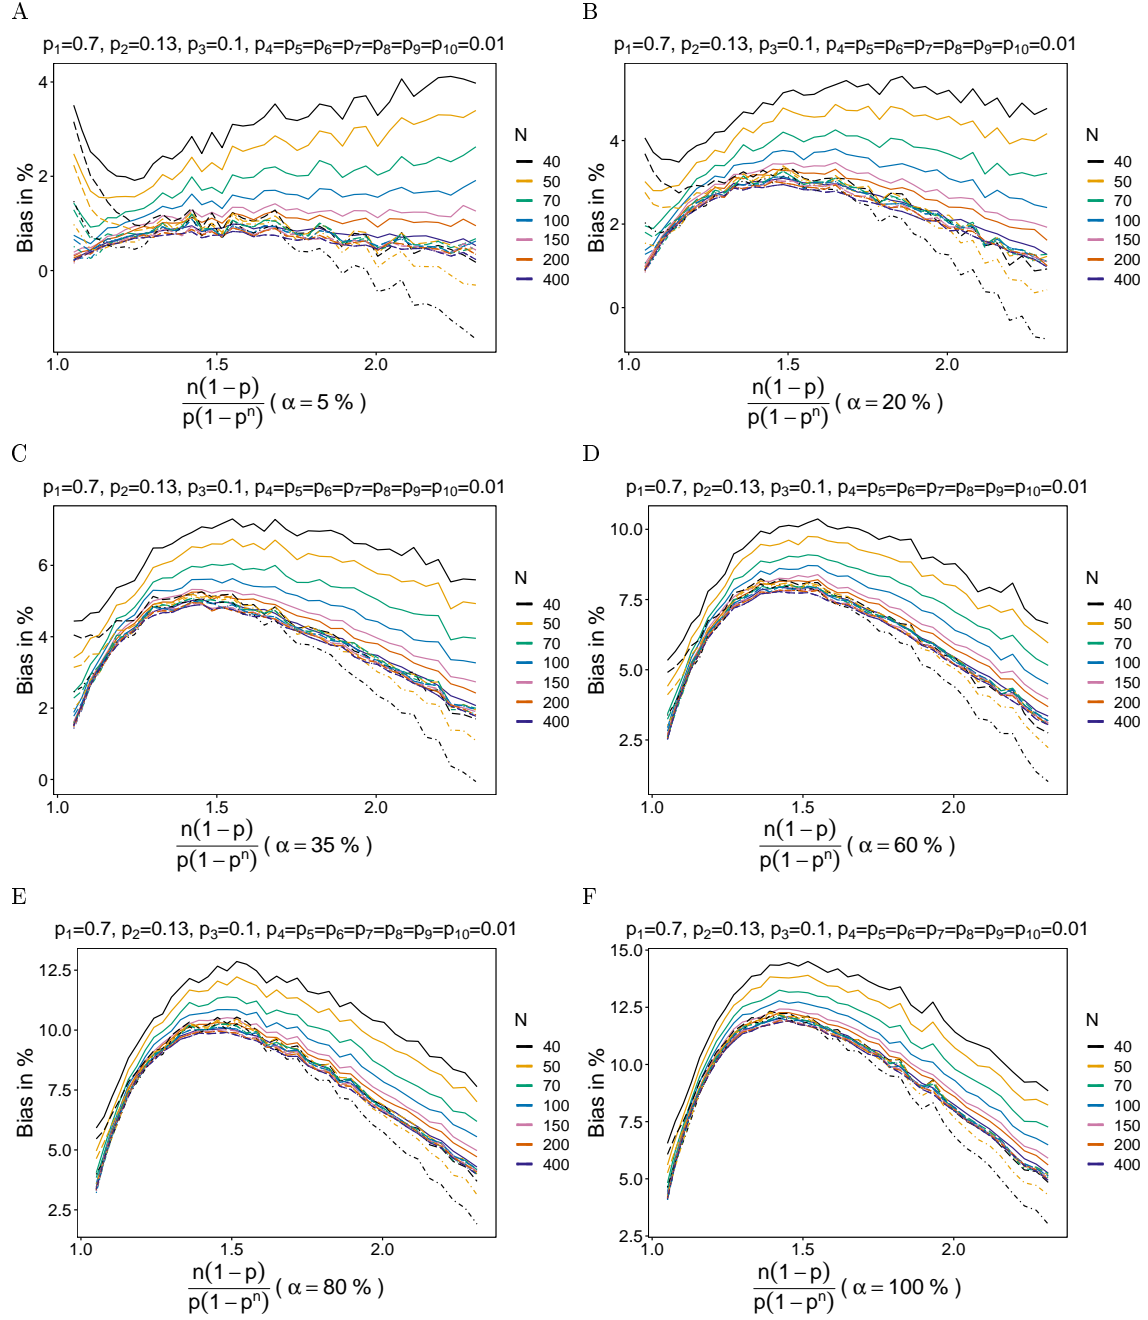 A
p1=0.7, p2=0.13, p3=0.1, p4=p5=p6=p7=p8=p9=p10=0.01
Bias in %
4
2
0
1.0 1.5 2.0
n(1−p)
p(1−pⁿ) ( α = 5 % )
N
40
50
70
100
150
200
400
B
p1=0.7, p2=0.13, p3=0.1, p4=p5=p6=p7=p8=p9=p10=0.01
Bias in %
4
2
0
1.0 1.5 2.0
n(1−p)
p(1−pⁿ) ( α = 20 % )
N
40
50
70
100
150
200
400
C
p1=0.7, p2=0.13, p3=0.1, p4=p5=p6=p7=p8=p9=p10=0.01
Bias in %
6
4
2
0
1.0 1.5 2.0
n(1−p)
p(1−pⁿ) ( α = 35 % )
N
40
50
70
100
150
200
400
D
p1=0.7, p2=0.13, p3=0.1, p4=p5=p6=p7=p8=p9=p10=0.01
Bias in %
10.0
7.5
5.0
2.5
1.0 1.5 2.0
n(1−p)
p(1−pⁿ) ( α = 60 % )
N
40
50
70
100
150
200
400
E
p1=0.7, p2=0.13, p3=0.1, p4=p5=p6=p7=p8=p9=p10=0.01
Bias in %
12.5
10.0
7.5
5.0
2.5
1.0 1.5 2.0
n(1−p)
p(1−pⁿ) ( α = 80 % )
N
40
50
70
100
150
200
400
F
p1=0.7, p2=0.13, p3=0.1, p4=p5=p6=p7=p8=p9=p10=0.01
Bias in %
15.0
12.5
10.0
7.5
5.0
2.5
1.0 1.5 2.0
n(1−p)
p(1−pⁿ) ( α = 100 % )
N
40
50
70
100
150
200
400